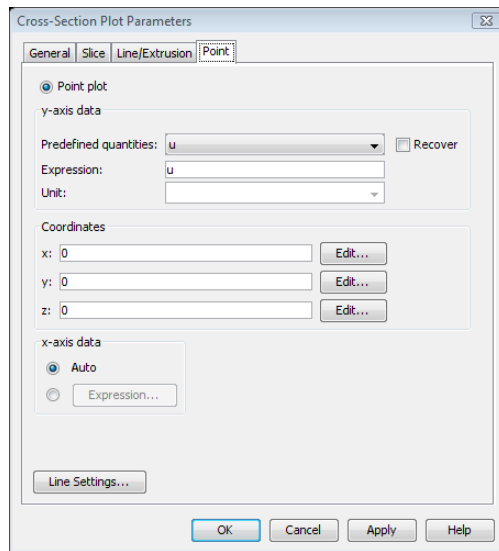 Cross-Section Plot Parameters
General Slice Line/Extrusion Point
Point plot
y-axis data
Predefined quantities: u Recover
Expression: u
Unit:
Coordinates
x: 0 Edit...
y: 0 Edit...
z: 0 Edit...
x-axis data
Auto
Expression...
Line Settings...
OK Cancel Apply Help